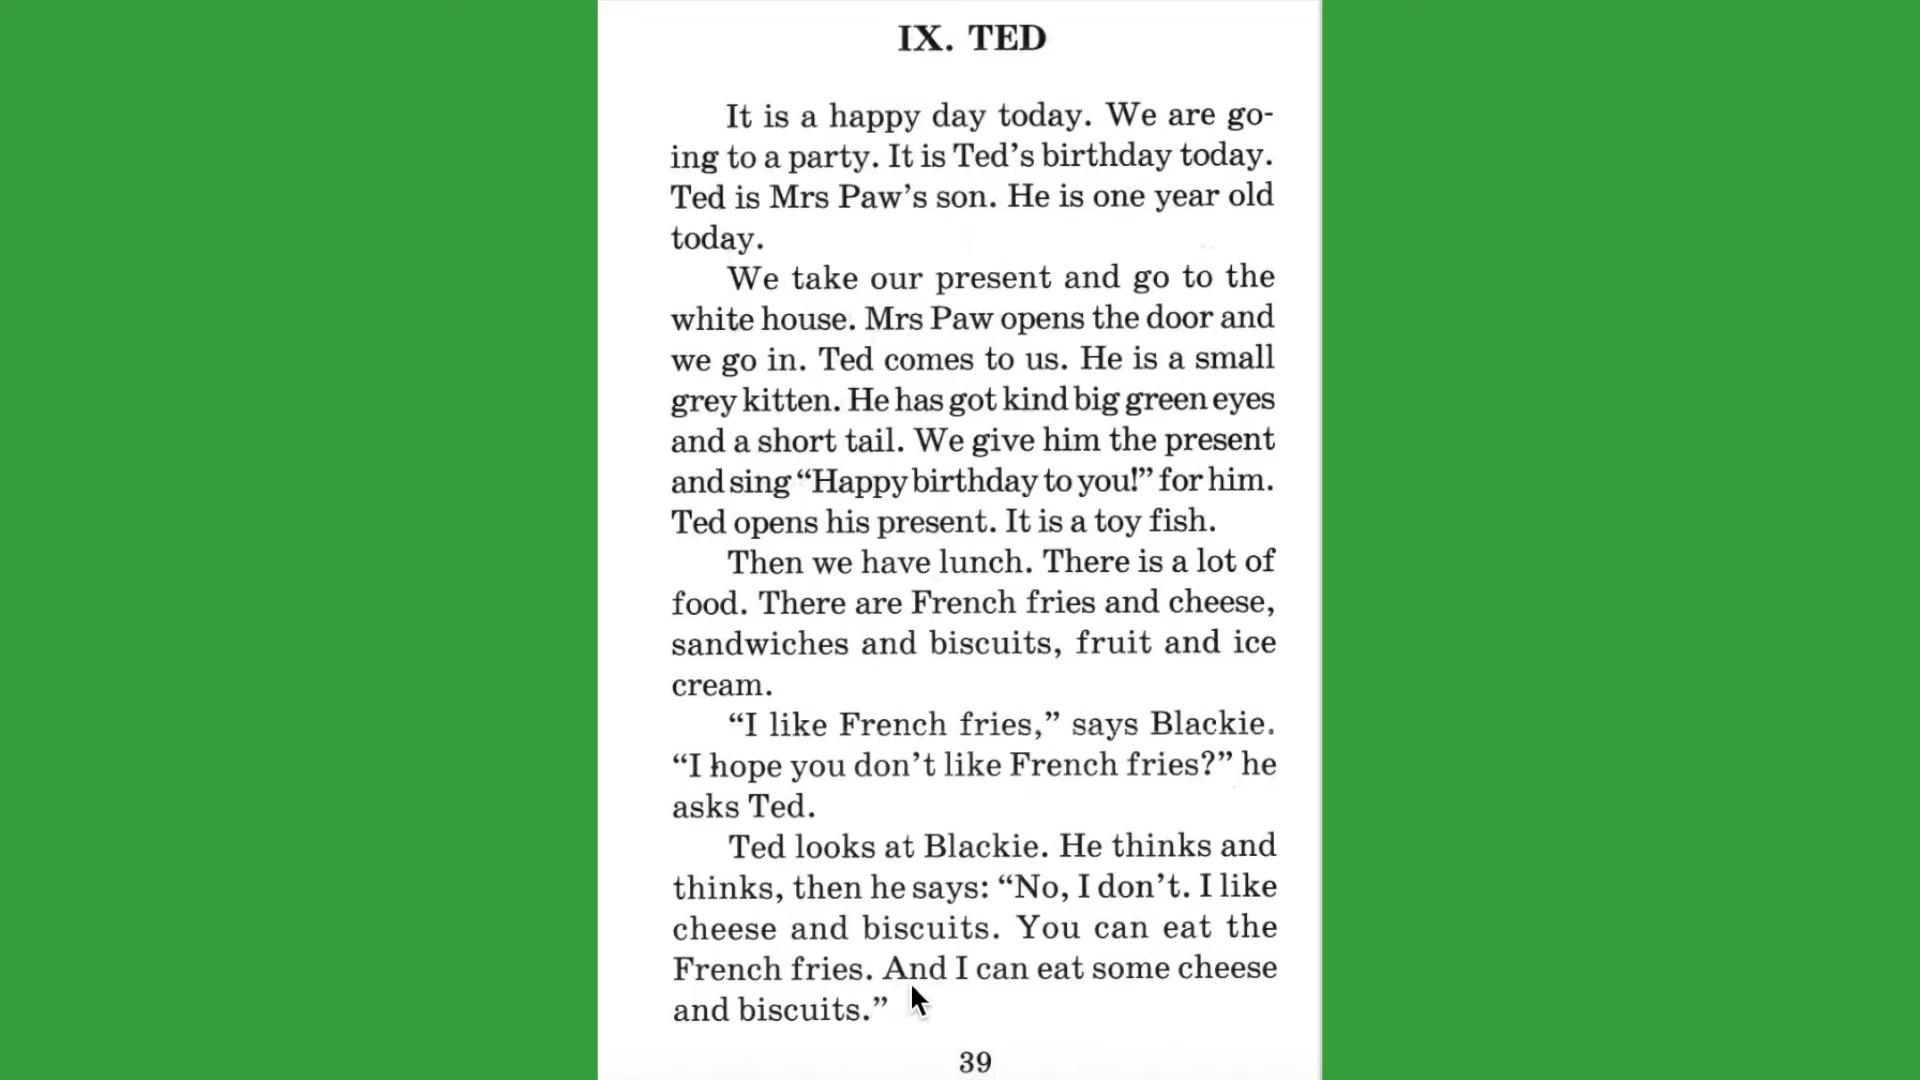 IX. TED
It is a happy day today. We are go-
ing to a party. It is Ted’s birthday today.
Ted is Mrs Paw’s son. He is one year old
today.
We take our present and go to the
white house. Mrs Paw opens the door and
we go in. Ted comes to us. He is a small
grey kitten. He has got kind big green eyes
and a short tail. We give him the present
and sing “Happy birthday to you!” for him.
Ted opens his present. It is a toy fish.
Then we have lunch. There is a lot of
food. There are French fries and cheese,
sandwiches and biscuits, fruit and ice
cream.
“I like French fries,” says Blackie.
“I hope you don’t like French fries?” he
asks Ted.
Ted looks at Blackie. He thinks and
thinks, then he says: “No, I don’t. I like
cheese and biscuits. You can eat the
French fries. And I can eat some cheese
and biscuits.”
39